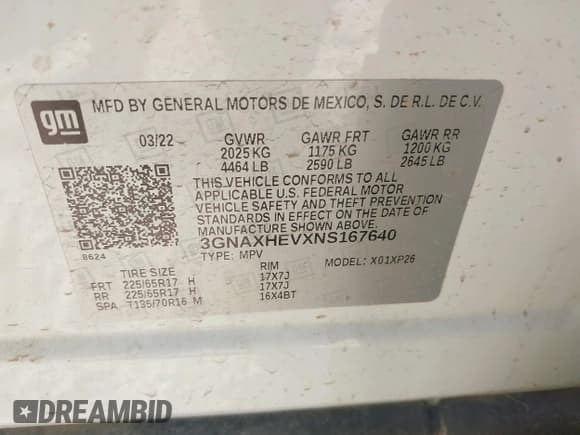 gm MFD BY GENERAL MOTORS DE MEXICO, S. DE R.L. DE C.V.
03/22 GVWR GAWR FRT GAWR RR
2025 KG 1175 KG 1200 KG
4464 LB 2590 LB 2645 LB
THIS VEHICLE CONFORMS TO ALL
APPLICABLE U.S. FEDERAL MOTOR
VEHICLE SAFETY AND THEFT PREVENTION
STANDARDS IN EFFECT ON THE DATE OF
MANUFACTURE SHOWN ABOVE.
3GNAXHEVXNS167640
8624
TYPE: MPV MODEL: X01XP26
TIRE SIZE RIM
FRT 225/65R17 H 17X7J
RR 225/65R17 H 17X7J
SPA T135/70R16 M 16X4BT
DREAMBID